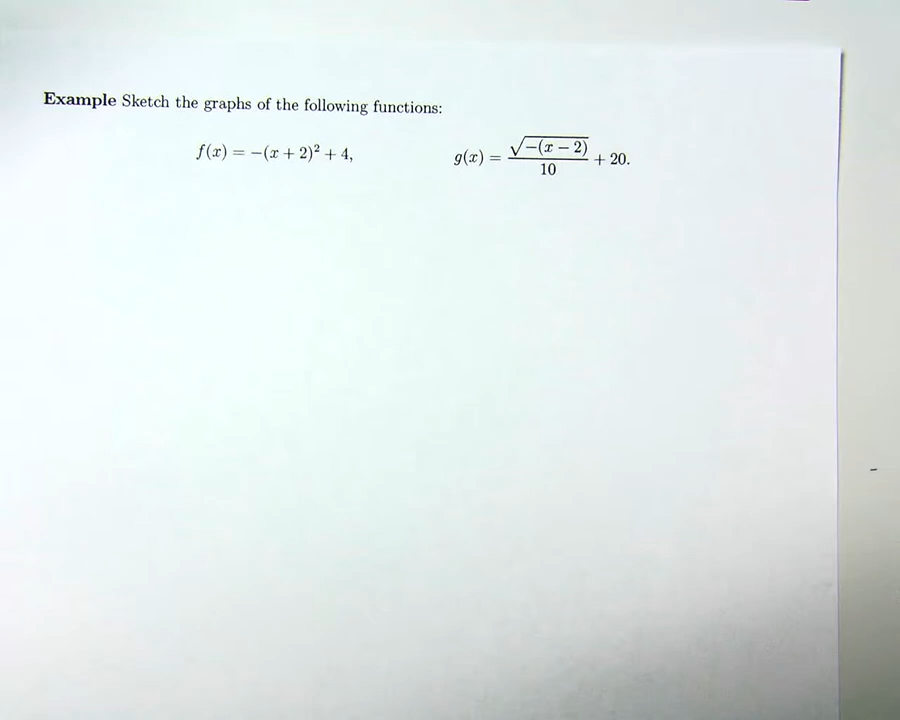 Example Sketch the graphs of the following functions:
f(x) = −(x + 2)² + 4, g(x) = √(−(x − 2))/10 + 20.